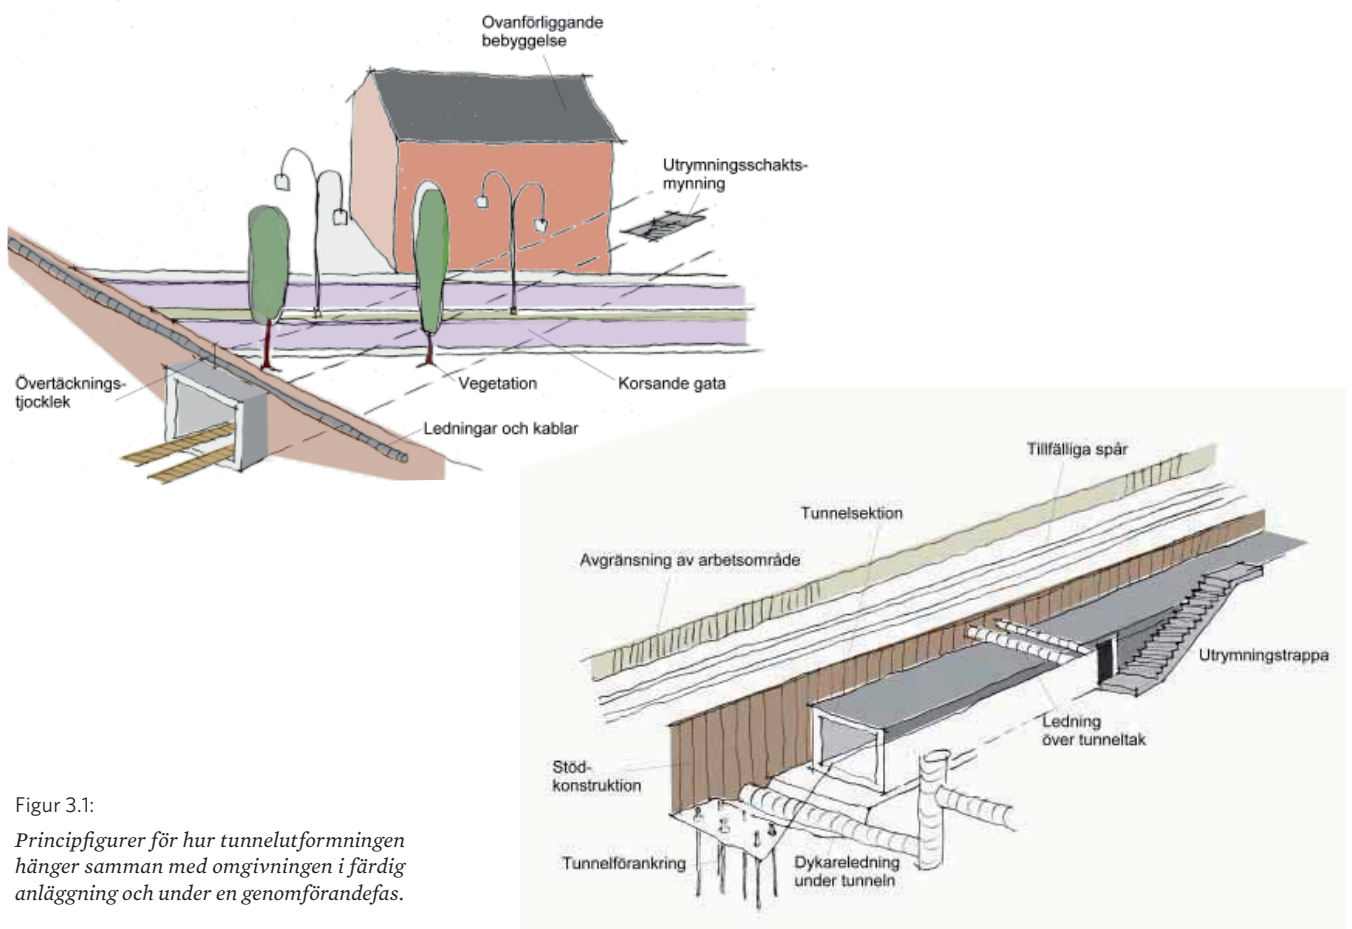 Ovanförliggande
bebyggelse
Utrymningsschakts-
mynning
Övertäcknings-
tjocklek
Vegetation
Korsande gata
Ledningar och kablar
Tillfälliga spår
Tunnelsektion
Avgränsning av arbetsområde
Utrymningstrappa
Ledning
över tunneltak
Stöd-
konstruktion
Tunnelförankring
Dykareledning
under tunneln
Figur 3.1:
Principfigurer för hur tunnelutformningen
hänger samman med omgivningen i färdig
anläggning och under en genomförandefas.